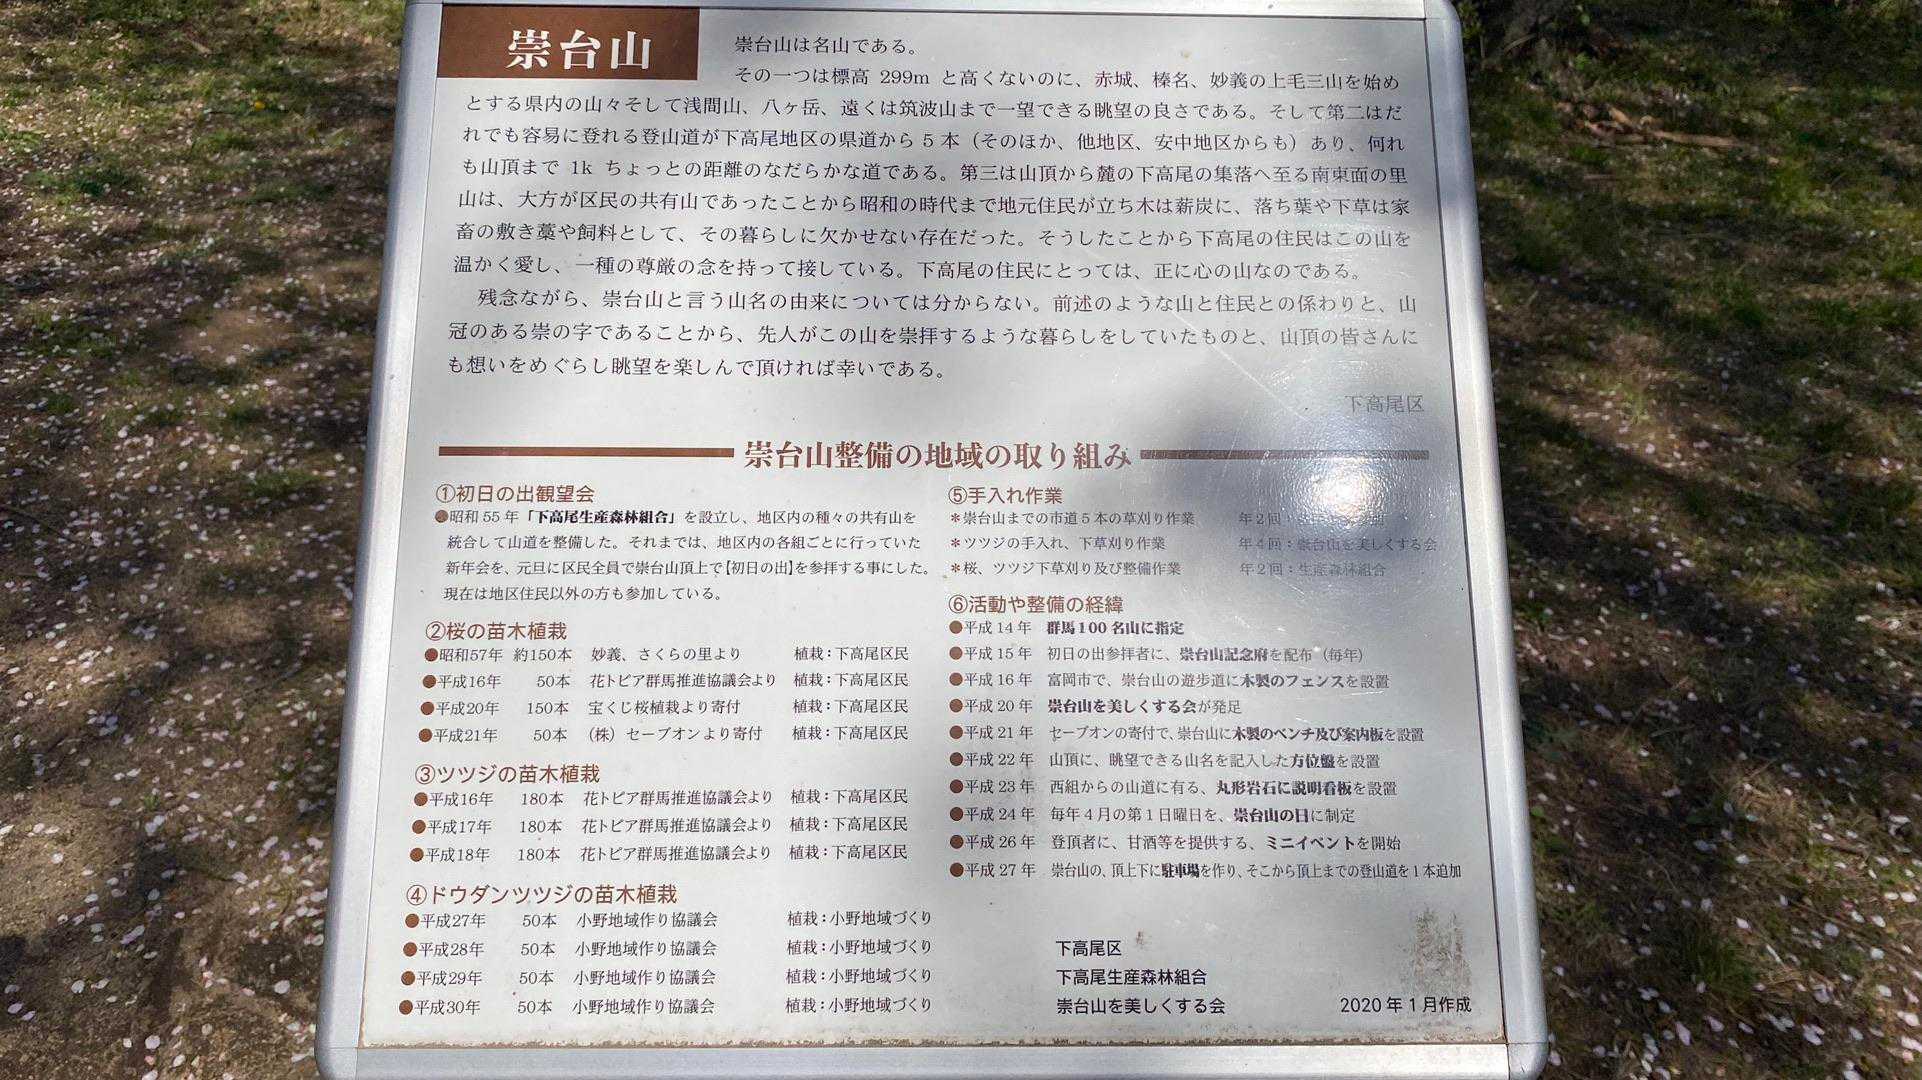 崇台山
崇台山は名山である。
その一つは標高 299m と高くないのに、赤城、榛名、妙義の上毛三山を始め
とする県内の山々そして浅間山、八ヶ岳、遠くは筑波山まで一望できる眺望の良さである。そして第二はだ
れでも容易に登れる登山道が下高尾地区の県道から 5 本（そのほか、他地区、安中地区からも）あり、何れ
も山頂まで 1k ちょっとの距離のなだらかな道である。第三は山頂から麓の下高尾の集落へ至る南東面の里
山は、大方が区民の共有山であったことから昭和の時代まで地元住民が立ち木は薪炭に、落ち葉や下草は家
畜の敷き藁や飼料として、その暮らしに欠かせない存在だった。そうしたことから下高尾の住民はこの山を
温かく愛し、一種の尊厳の念を持って接している。下高尾の住民にとっては、正に心の山なのである。
残念ながら、崇台山と言う山名の由来については分からない。前述のような山と住民との係わりと、山
冠のある崇の字であることから、先人がこの山を崇拝するような暮らしをしていたものと、山頂の皆さんに
も想いをめぐらし眺望を楽しんで頂ければ幸いである。
下高尾区
崇台山整備の地域の取り組み
①初日の出観望会
●昭和 55 年「下高尾生産森林組合」を設立し、地区内の種々の共有山を
統合して山道を整備した。それまでは、地区内の各組ごとに行っていた
新年会を、元旦に区民全員で崇台山頂上で【初日の出】を参拝する事にした。
現在は地区住民以外の方も参加している。
②桜の苗木植栽
●昭和57年 約150本 妙義、さくらの里より 植栽：下高尾区民
●平成16年 50本 花トピア群馬推進協議会より 植栽：下高尾区民
●平成20年 150本 宝くじ桜植栽より寄付 植栽：下高尾区民
●平成21年 50本 （株）セーブオンより寄付 植栽：下高尾区民
③ツツジの苗木植栽
●平成16年 180本 花トピア群馬推進協議会より 植栽：下高尾区民
●平成17年 180本 花トピア群馬推進協議会より 植栽：下高尾区民
●平成18年 180本 花トピア群馬推進協議会より 植栽：下高尾区民
④ドウダンツツジの苗木植栽
●平成27年 50本 小野地域作り協議会 植栽：小野地域づくり
●平成28年 50本 小野地域作り協議会 植栽：小野地域づくり
●平成29年 50本 小野地域作り協議会 植栽：小野地域づくり
●平成30年 50本 小野地域作り協議会 植栽：小野地域づくり
⑤手入れ作業
＊崇台山までの市道５本の草刈り作業 年２回
＊ツツジの手入れ、下草刈り作業 年４回：崇台山を美しくする会
＊桜、ツツジ下草刈り及び整備作業 年２回：生産森林組合
⑥活動や整備の経緯
●平成 14 年 群馬100 名山に指定
●平成 15 年 初日の出参拝者に、崇台山記念府を配布（毎年）
●平成 16 年 富岡市で、崇台山の遊歩道に木製のフェンスを設置
●平成 20 年 崇台山を美しくする会が発足
●平成 21 年 セーブオンの寄付で、崇台山に木製のベンチ及び案内板を設置
●平成 22 年 山頂に、眺望できる山名を記入した方位盤を設置
●平成 23 年 西組からの山道に有る、丸形岩石に説明看板を設置
●平成 24 年 毎年４月の第１日曜日を、崇台山の日に制定
●平成 26 年 登頂者に、甘酒等を提供する、ミニイベントを開始
●平成 27 年 崇台山の、頂上下に駐車場を作り、そこから頂上までの登山道を１本追加
下高尾区
下高尾生産森林組合
崇台山を美しくする会 2020 年 1 月作成